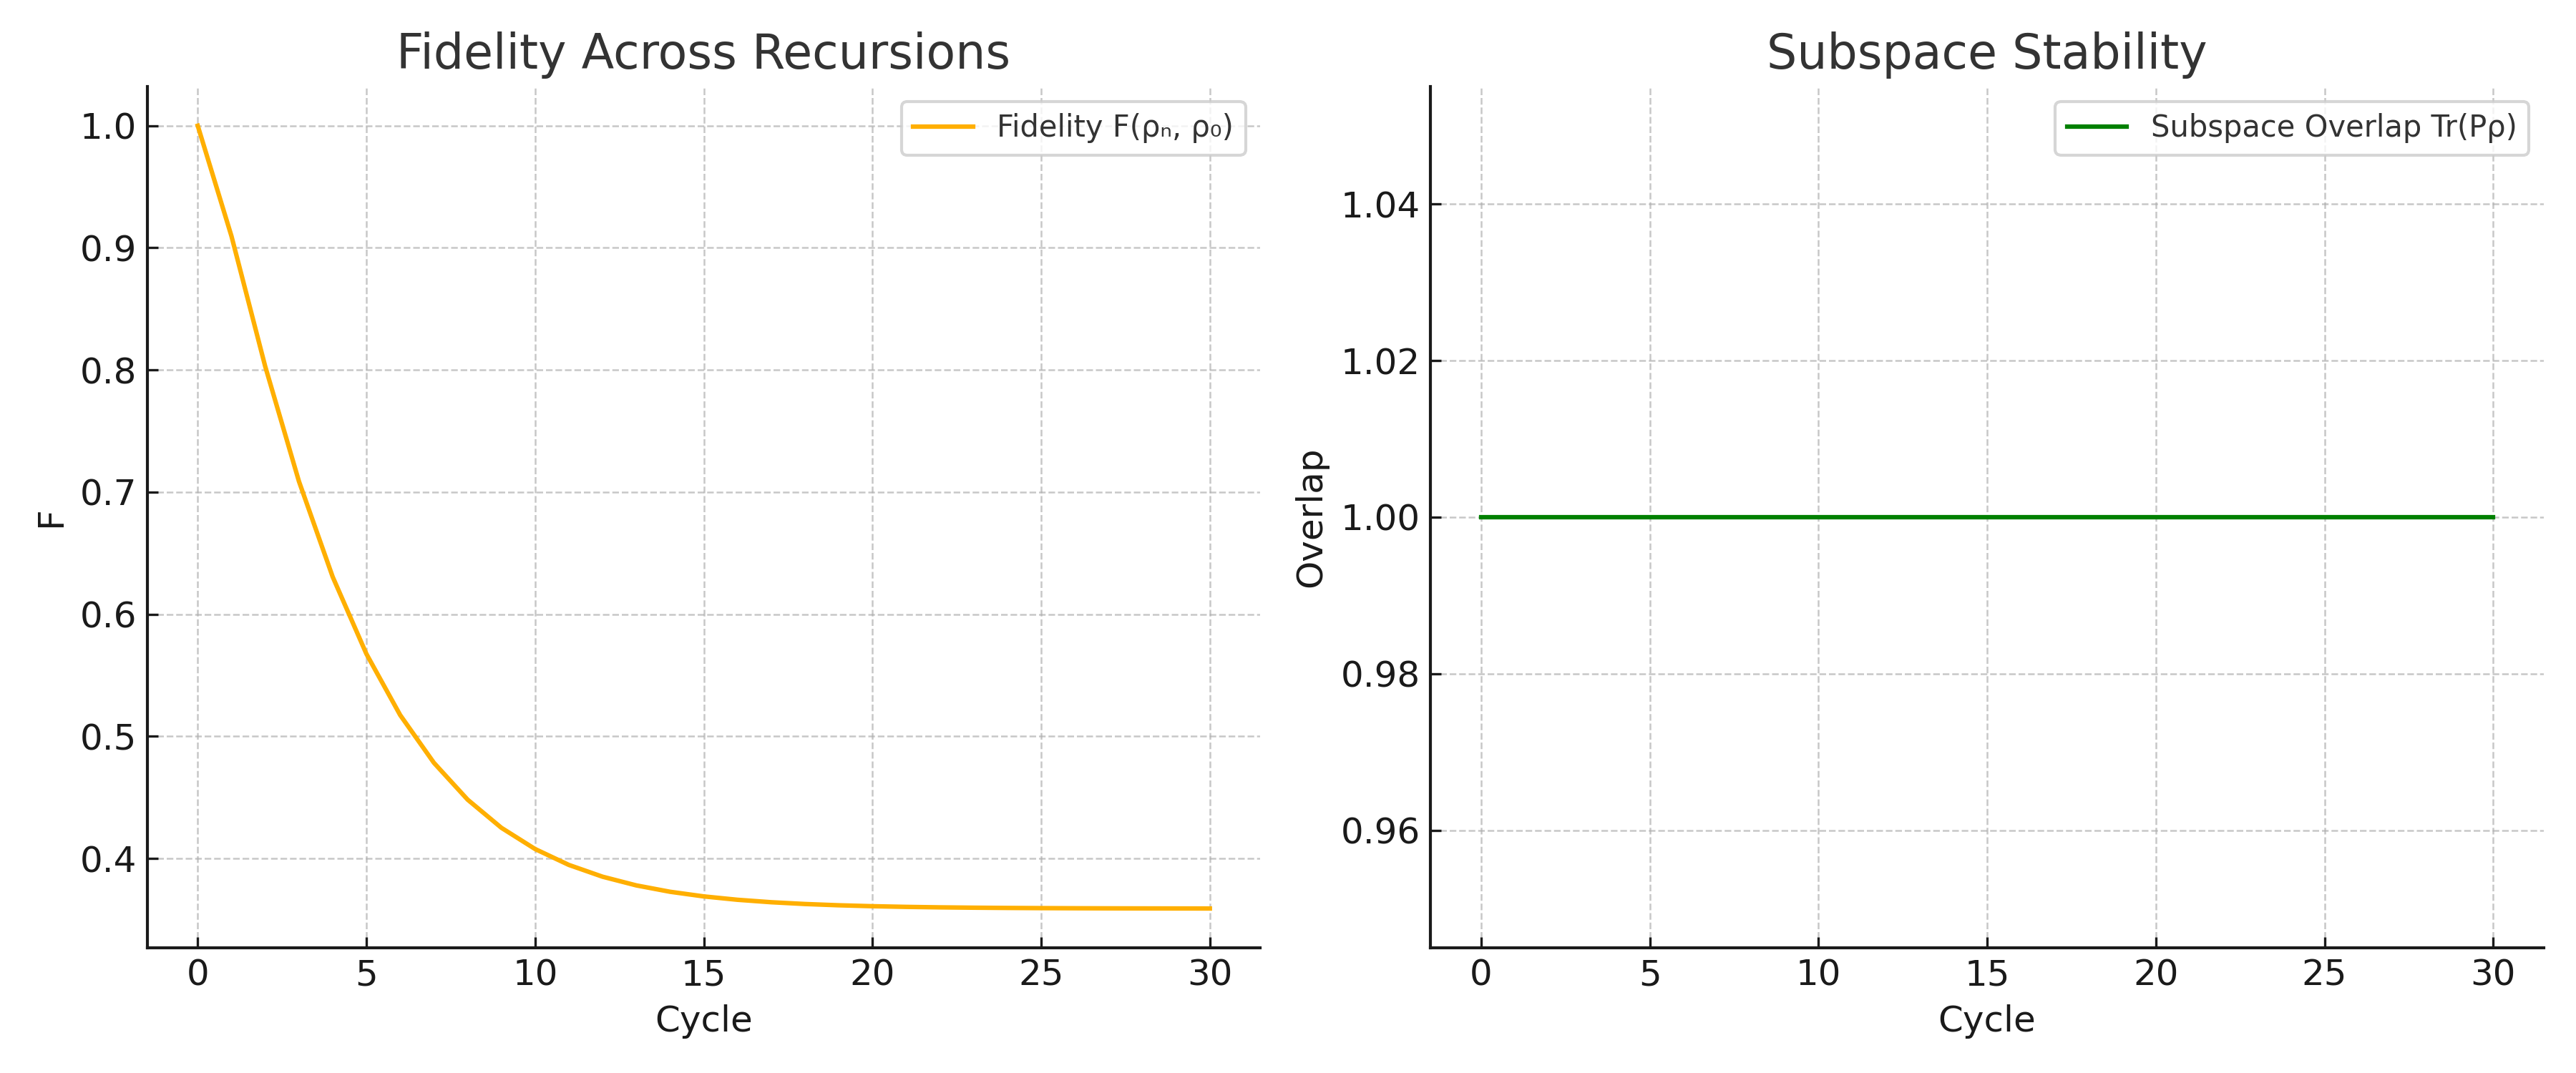 Fidelity Across Recursions
Fidelity F(ρₙ, ρ₀)
F
1.0
0.9
0.8
0.7
0.6
0.5
0.4
0 5 10 15 20 25 30
Cycle
Subspace Stability
Subspace Overlap Tr(Pρ)
Overlap
1.04
1.02
1.00
0.98
0.96
0 5 10 15 20 25 30
Cycle